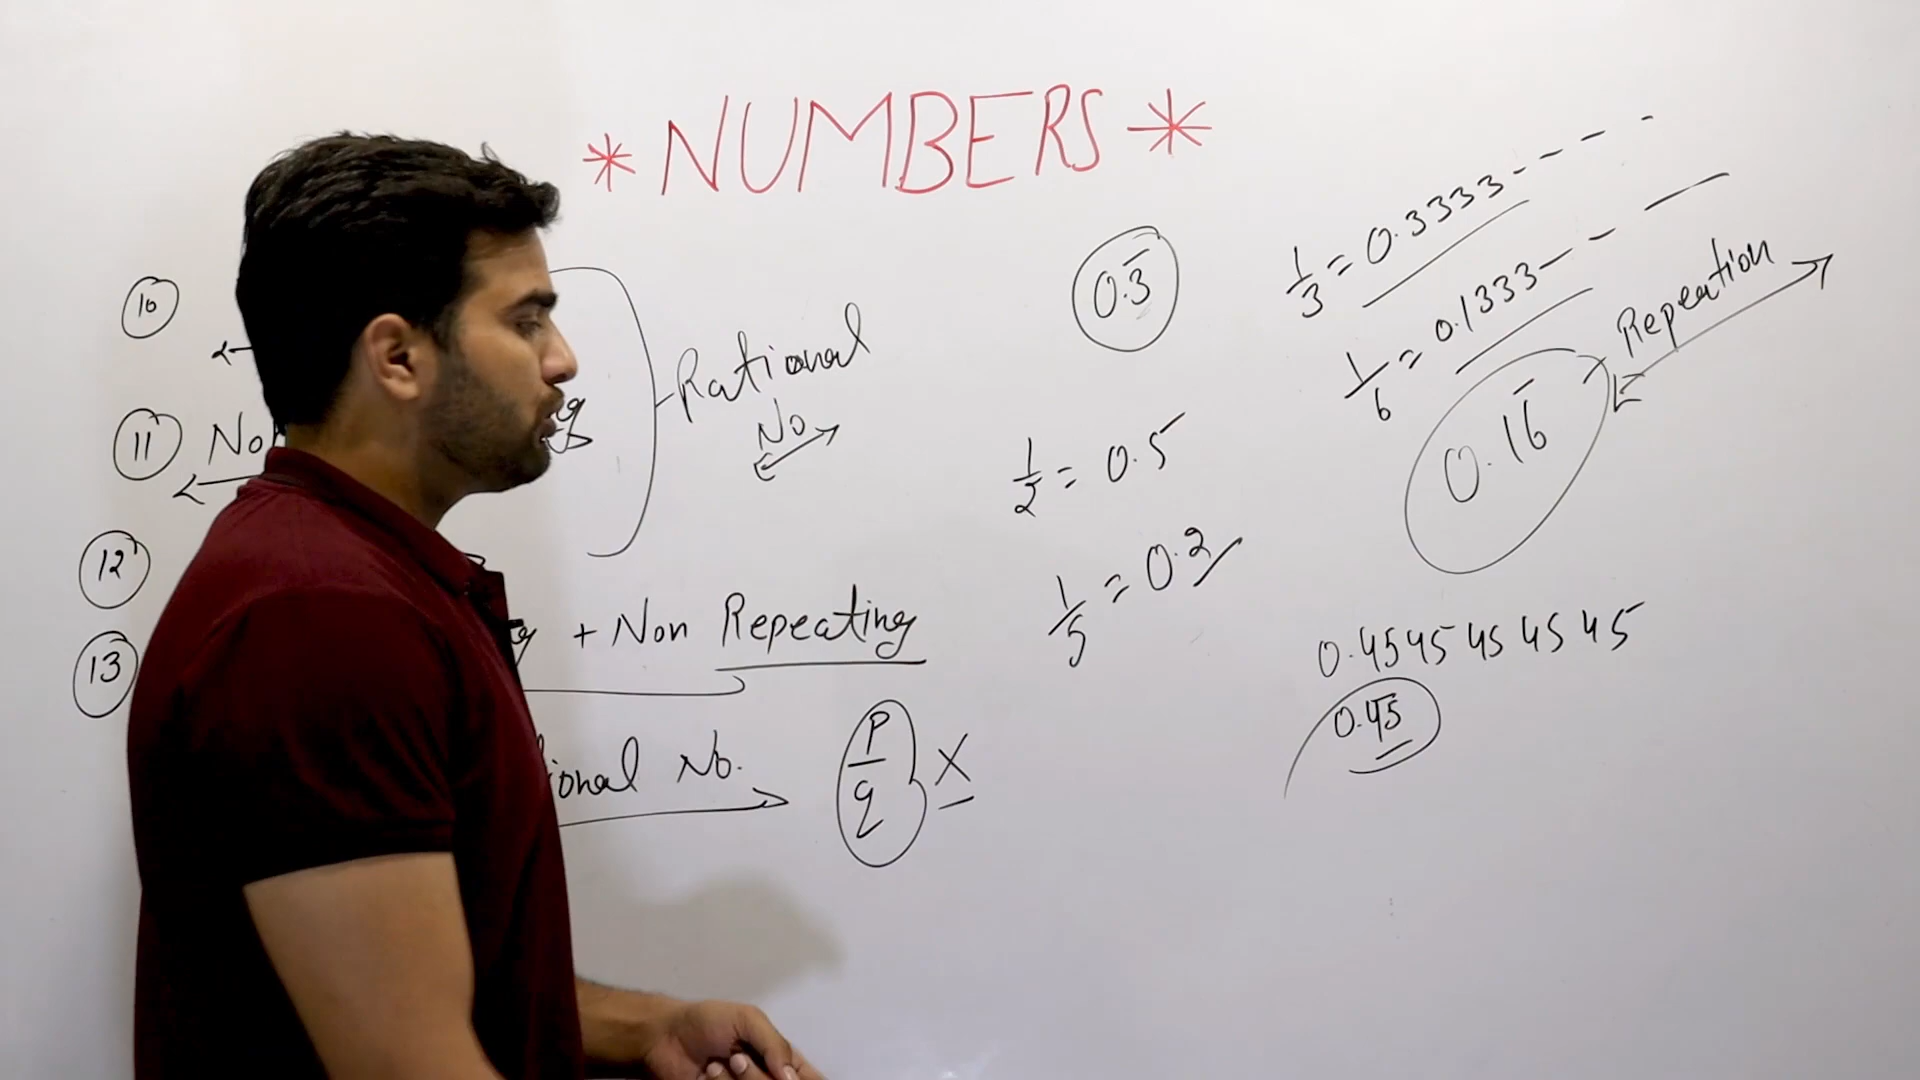 * NUMBERS *
10
11 No
12
13
Rational
No
+ Non Repeating
ional No.
p/q X
0.3̅
1/2 = 0.5
1/5 = 0.2
1/3 = 0.3333----
1/6 = 0.1333---
Repeation
0.16̅
0.4545 45 45 45
0.4̅5̅